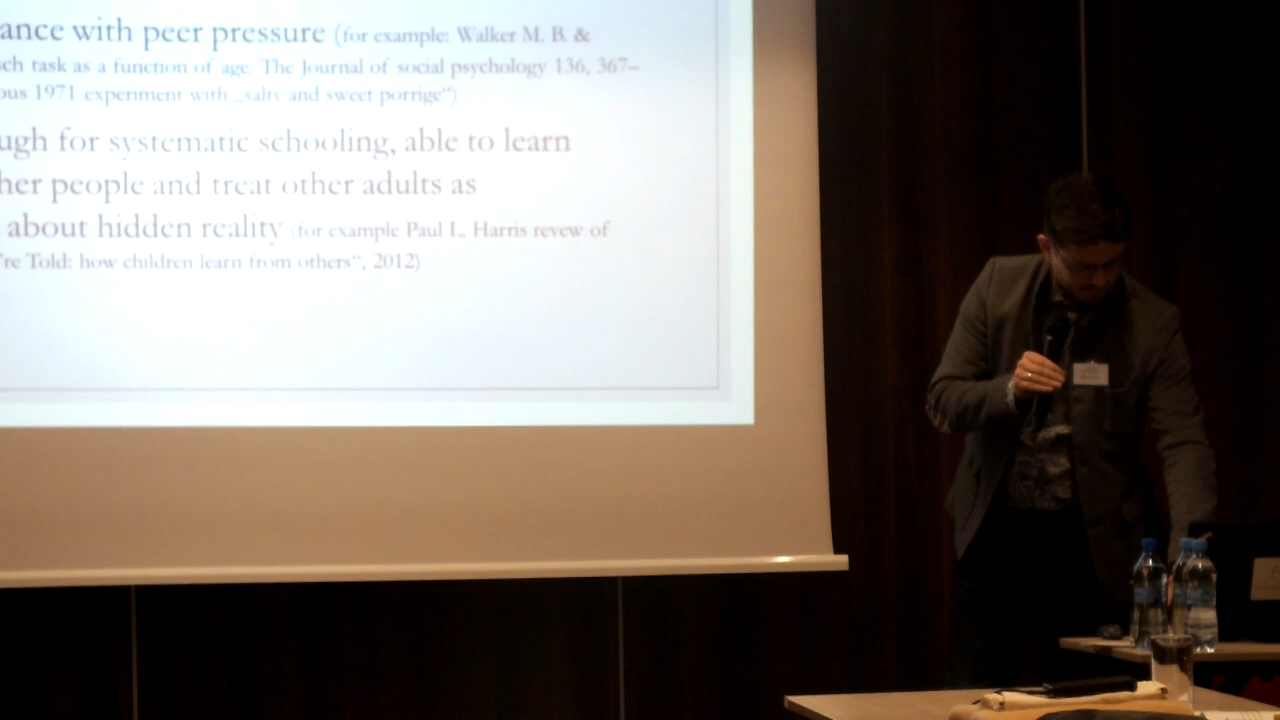 ance with peer pressure (for example: Walker M. B. &
sch task as a function of age. The Journal of social psychology 136, 367–
ous 1971 experiment with „salty and sweet porrige“)
ugh for systematic schooling, able to learn
her people and treat other adults as
about hidden reality (for example Paul L. Harris revew of
're Told: how children learn from others“, 2012)